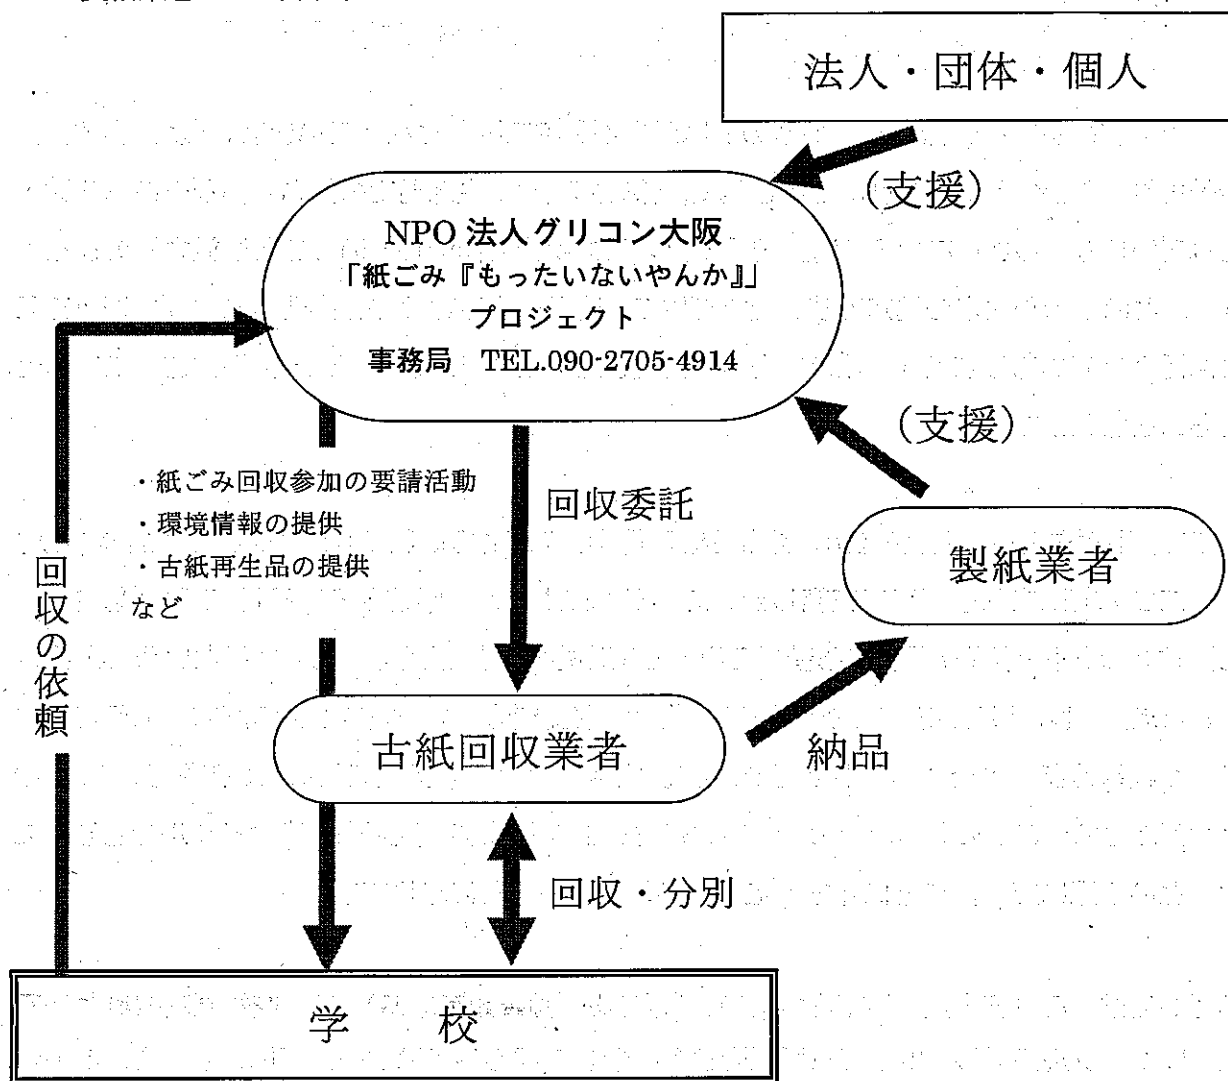 法人・団体・個人
(支援)
NPO 法人グリコン大阪
「紙ごみ『もったいないやんか』」
プロジェクト
事務局　TEL.090-2705-4914
(支援)
・紙ごみ回収参加の要請活動
・環境情報の提供
・古紙再生品の提供
など
回収委託
製紙業者
回収の依頼
古紙回収業者
納品
回収・分別
学　　校